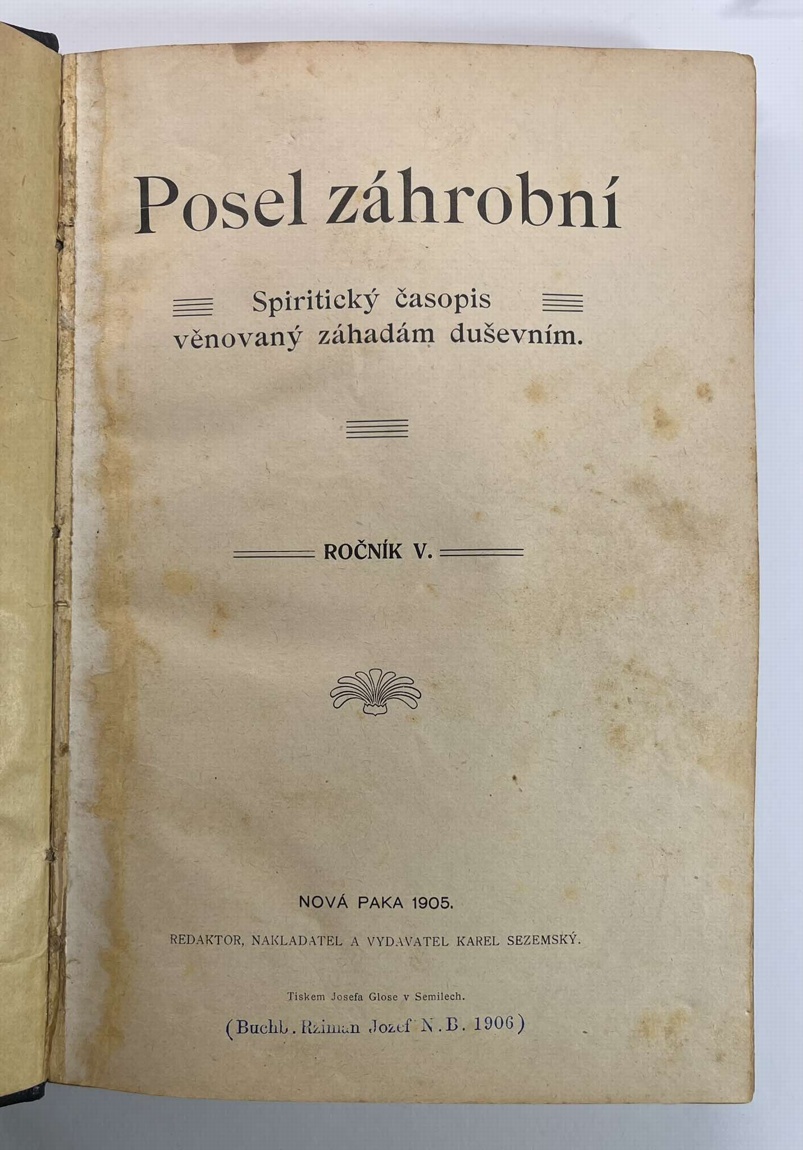 Posel záhrobní
Spiritický časopis
věnovaný záhadám duševním.
ROČNÍK V.
NOVÁ PAKA 1905.
REDAKTOR, NAKLADATEL A VYDAVATEL KAREL SEZEMSKÝ.
Tiskem Josefa Glose v Semilech.
(Buchb. Rziman Jozef N.B. 1906)